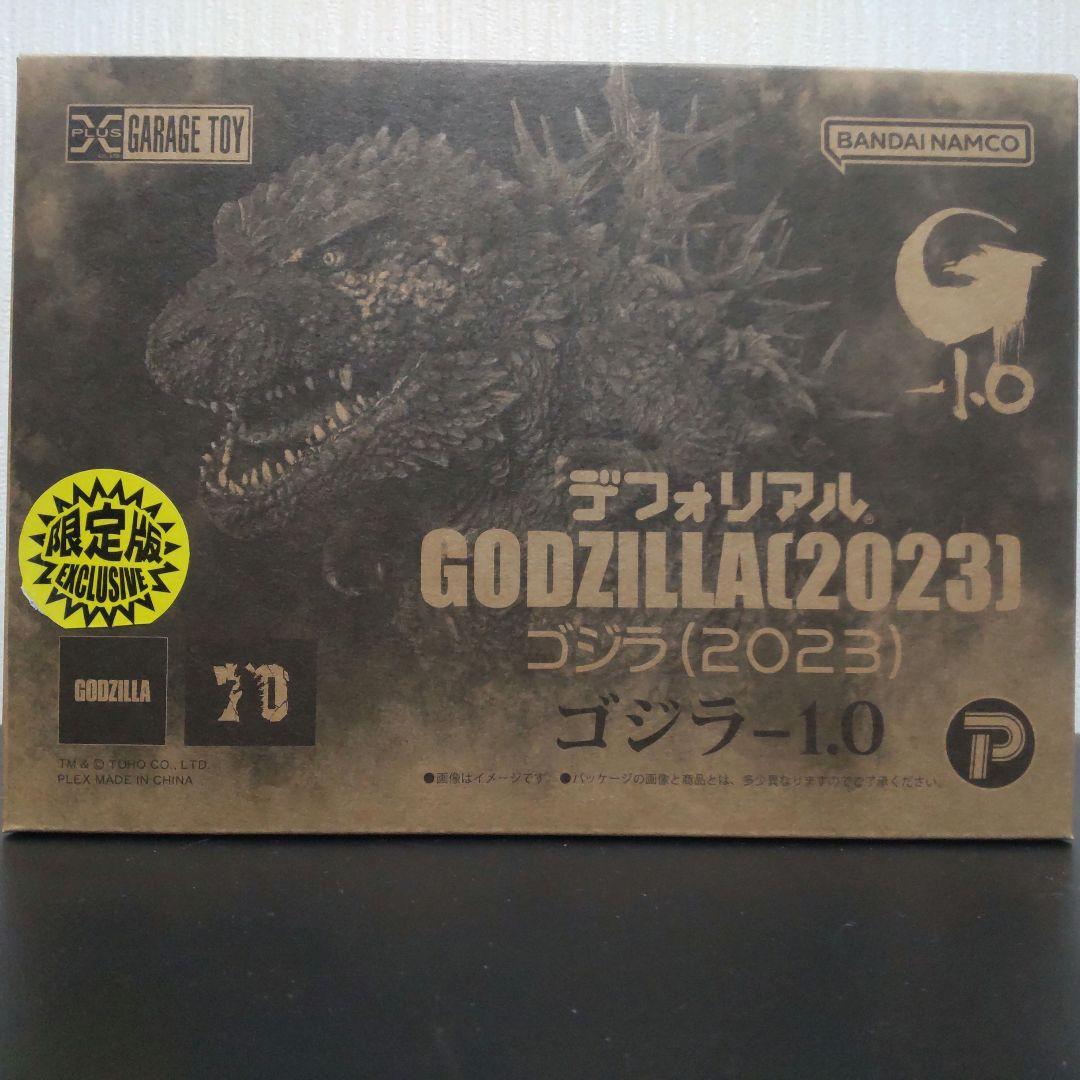 X PLUS GARAGE TOY
BANDAI NAMCO
G
-1.0
デフォリアル®
GODZILLA(2023)
ゴジラ(2023)
ゴジラ-1.0
限定版
EXCLUSIVE
GODZILLA
70
TM & © TOHO CO., LTD.
PLEX MADE IN CHINA
●画像はイメージです。●パッケージの画像と商品とは、多少異なりますのでご了承ください。
P